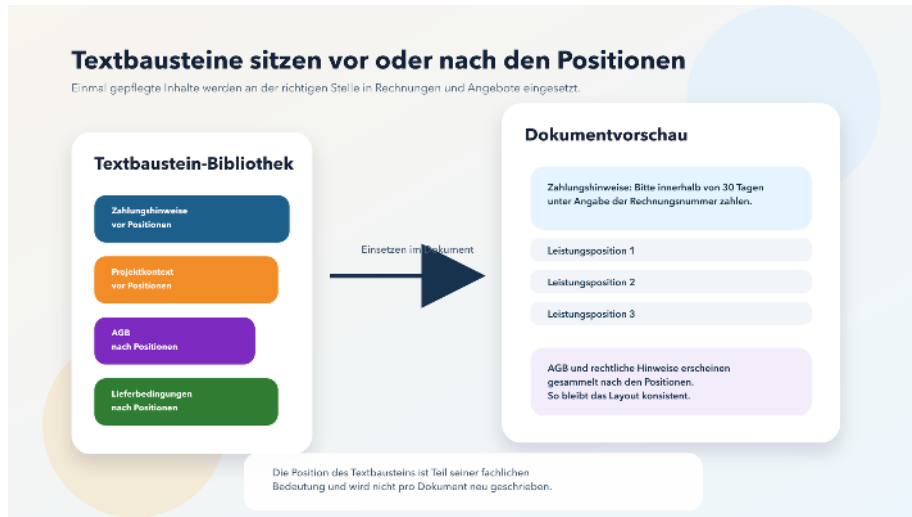 Textbausteine sitzen vor oder nach den Positionen
Einmal gepflegte Inhalte werden an der richtigen Stelle in Rechnungen und Angebote eingesetzt.
Textbaustein-Bibliothek
Zahlungshinweise
vor Positionen
Projektkontext
vor Positionen
AGB
nach Positionen
Lieferbedingungen
nach Positionen
Einsetzen im Dokument
Dokumentvorschau
Zahlungshinweise: Bitte innerhalb von 30 Tagen
unter Angabe der Rechnungsnummer zahlen.
Leistungsposition 1
Leistungsposition 2
Leistungsposition 3
AGB und rechtliche Hinweise erscheinen
gesammelt nach den Positionen.
So bleibt das Layout konsistent.
Die Position des Textbausteins ist Teil seiner fachlichen
Bedeutung und wird nicht pro Dokument neu geschrieben.